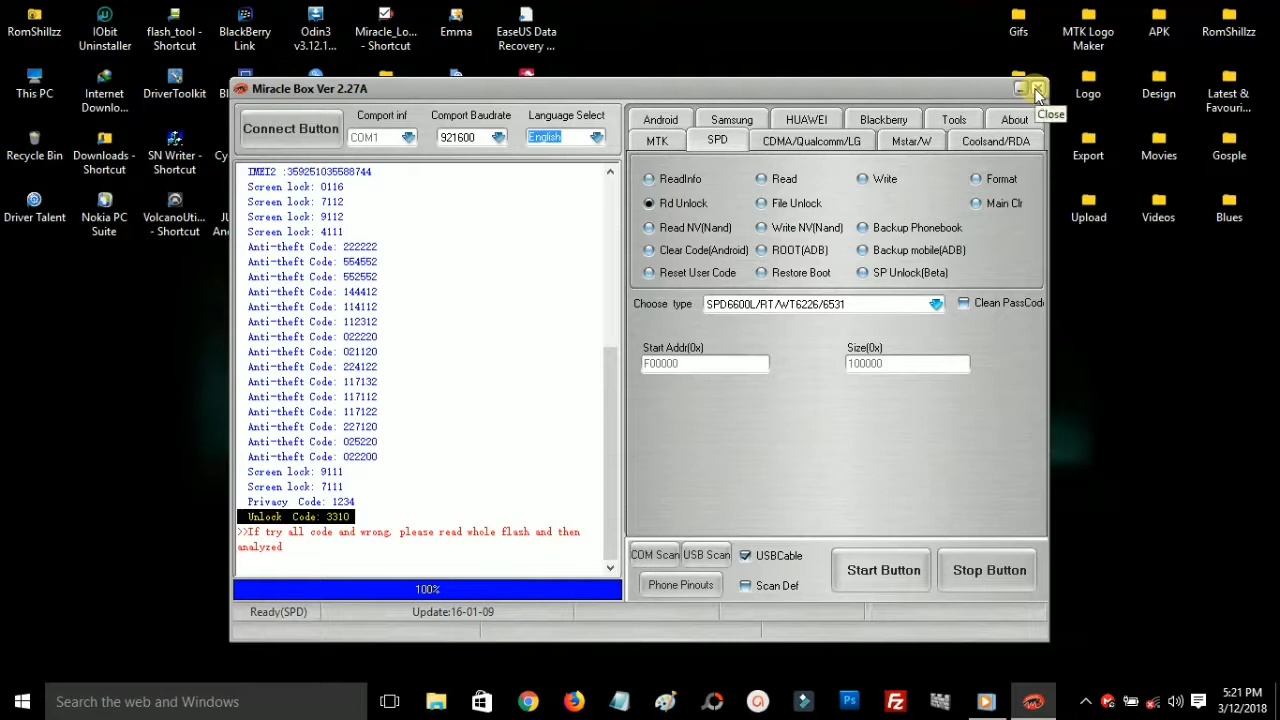 RomShillzz
IObit Uninstaller
flash_tool - Shortcut
BlackBerry Link
Odin3 v3.12.1...
Miracle_Lo... - Shortcut
Emma
EaseUS Data Recovery ...
Gifs
MTK Logo Maker
APK
RomShillzz
This PC
Internet Downlo...
DriverToolkit
Logo
Design
Latest & Favouri...
Recycle Bin
Downloads - Shortcut
SN Writer - Shortcut
Export
Movies
Gosple
Driver Talent
Nokia PC Suite
VolcanoUti... - Shortcut
Upload
Videos
Blues
Miracle Box Ver 2.27A
Close
Connect Button
Comport inf
Comport Baudrate
Language Select
COM1
921600
English
Android
Samsung
HUAWEI
Blackberry
Tools
About
MTK
SPD
CDMA/Qualcomm/LG
Mstar/W
Coolsand/RDA
IMEI2 :359251035588744
Screen lock: 0116
Screen lock: 7112
Screen lock: 9112
Screen lock: 4111
Anti-theft Code: 222222
Anti-theft Code: 554552
Anti-theft Code: 552552
Anti-theft Code: 144412
Anti-theft Code: 114112
Anti-theft Code: 112312
Anti-theft Code: 022220
Anti-theft Code: 021120
Anti-theft Code: 224122
Anti-theft Code: 117132
Anti-theft Code: 117112
Anti-theft Code: 117122
Anti-theft Code: 227120
Anti-theft Code: 025220
Anti-theft Code: 022200
Screen lock: 9111
Screen lock: 7111
Privacy Code: 1234
Unlock Code: 3310
>>If try all code and wrong, please read whole flash and then
analyzed
100%
ReadInfo
Read
Write
Format
Rd Unlock
File Unlock
Main Clr
Read NV(Nand)
Write NV(Nand)
Backup Phonebook
Clear Code(Android)
ROOT(ADB)
Backup mobile(ADB)
Reset User Code
Restore Boot
SP Unlock(Beta)
Choose type
SPD6600L/RT/WT6226/6531
Clean PassCod
Start Addr(0x)
Size(0x)
F00000
100000
COM Scan
USB Scan
USBCable
Phone Pinouts
Scan Def
Start Button
Stop Button
Ready(SPD)
Update:16-01-09
Search the web and Windows
5:21 PM
3/12/2018